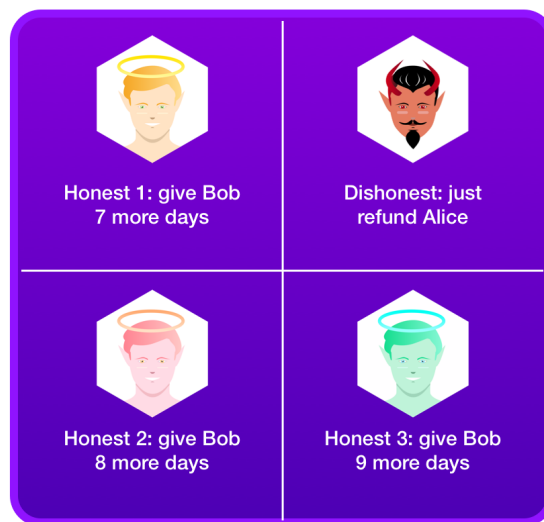 Honest 1: give Bob
7 more days
Dishonest: just
refund Alice
Honest 2: give Bob
8 more days
Honest 3: give Bob
9 more days